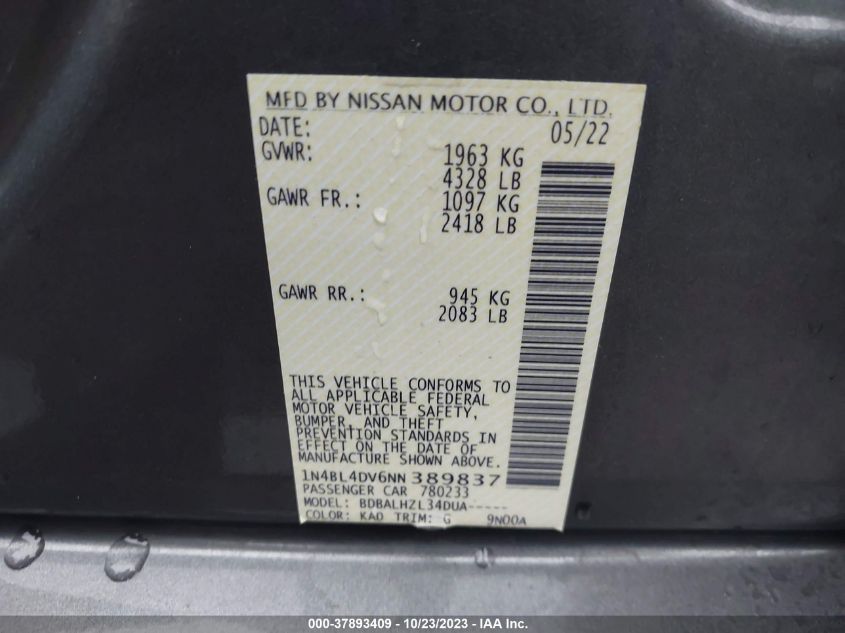 MFD BY NISSAN MOTOR CO., LTD.
DATE: 05/22
GVWR: 1963 KG
4328 LB
GAWR FR.: 1097 KG
2418 LB
GAWR RR.: 945 KG
2083 LB
THIS VEHICLE CONFORMS TO
ALL APPLICABLE FEDERAL
MOTOR VEHICLE SAFETY,
BUMPER, AND THEFT
PREVENTION STANDARDS IN
EFFECT ON THE DATE OF
MANUFACTURE SHOWN ABOVE.
1N4BL4DV6NN389837
PASSENGER CAR 780233
MODEL: BDBALHZL34DUA-----
COLOR: KAD TRIM: G 9N00A
000-37893409 - 10/23/2023 - IAA Inc.